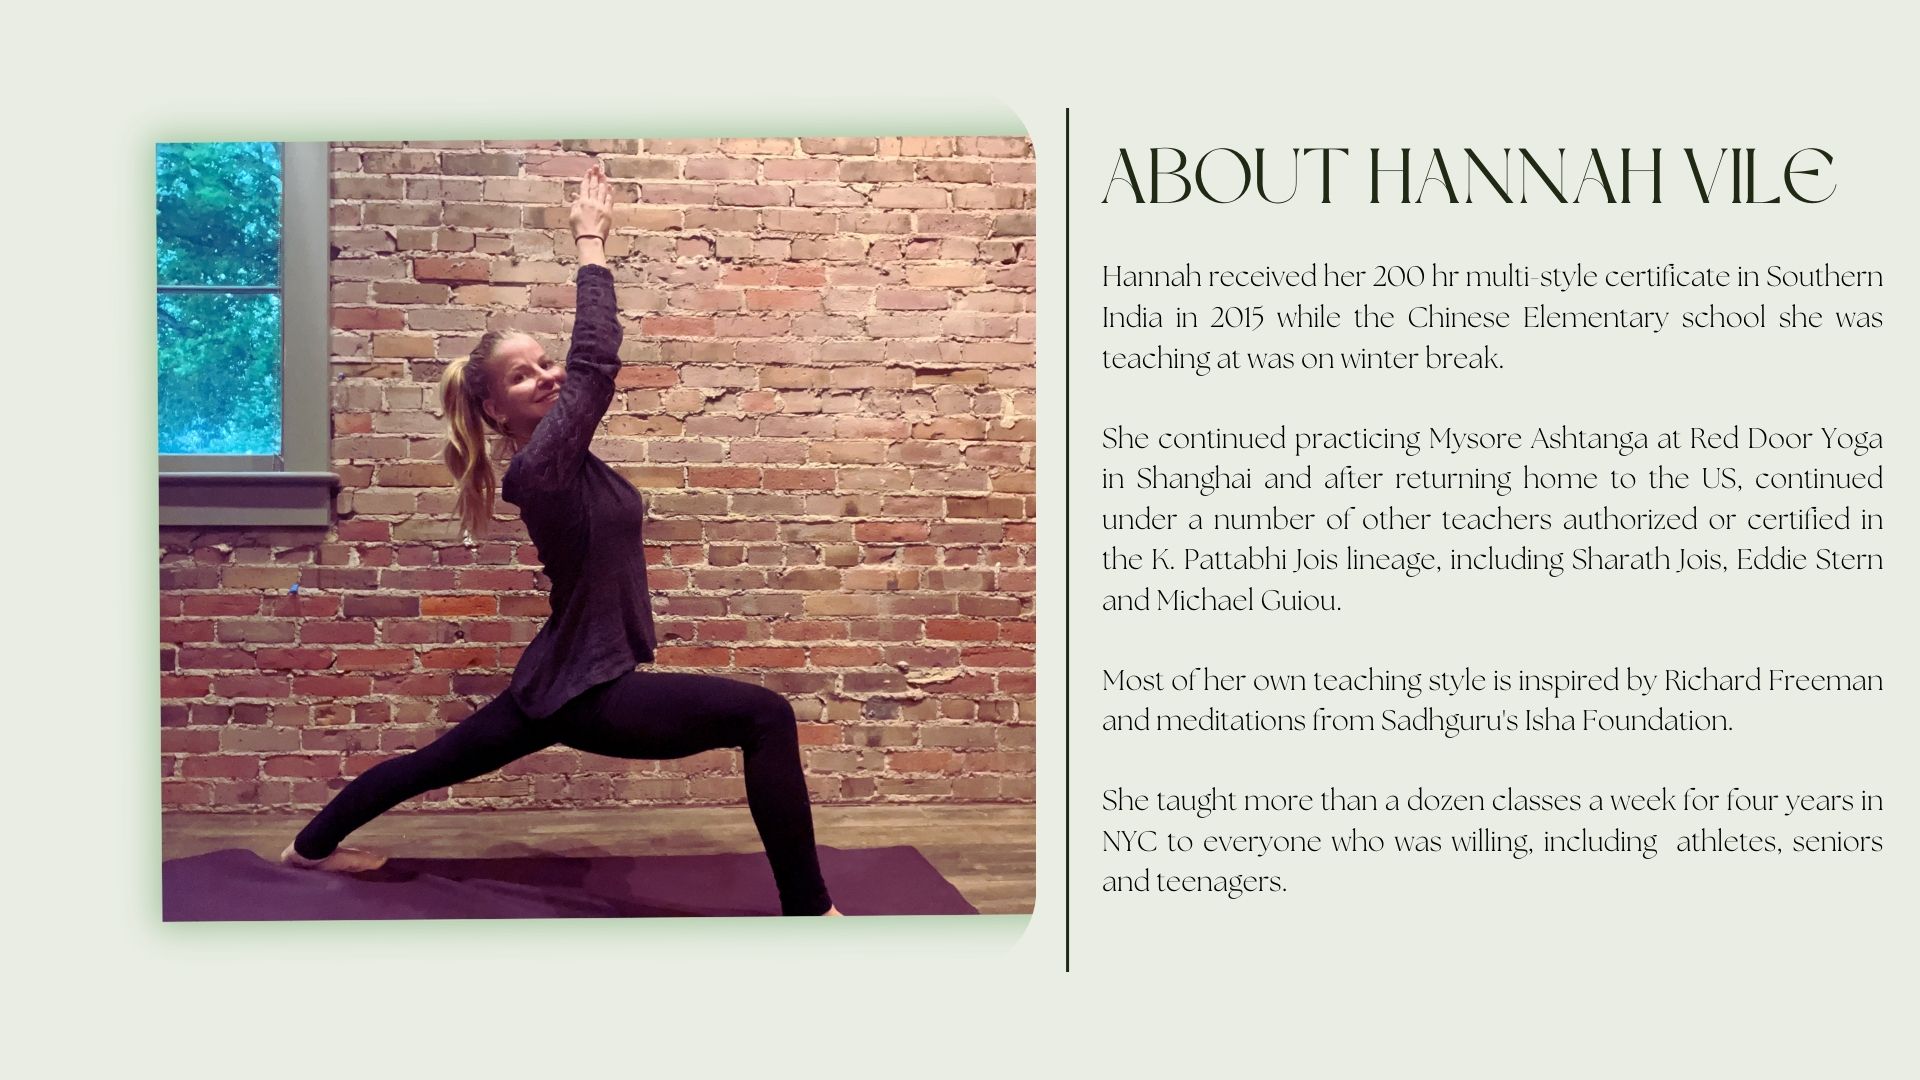 ABOUT HANNAH VILE
Hannah received her 200 hr multi-style certificate in Southern
India in 2015 while the Chinese Elementary school she was
teaching at was on winter break.
She continued practicing Mysore Ashtanga at Red Door Yoga
in Shanghai and after returning home to the US, continued
under a number of other teachers authorized or certified in
the K. Pattabhi Jois lineage, including Sharath Jois, Eddie Stern
and Michael Guiou.
Most of her own teaching style is inspired by Richard Freeman
and meditations from Sadhguru's Isha Foundation.
She taught more than a dozen classes a week for four years in
NYC to everyone who was willing, including  athletes, seniors
and teenagers.